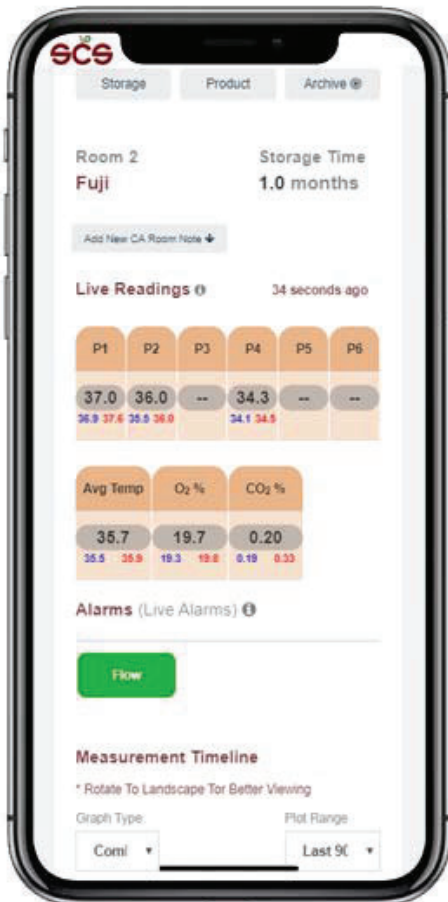 SCS
Storage Product Archive
Room 2 Storage Time
Fuji 1.0 months
Add New CA Room Note
Live Readings 34 seconds ago
P1 P2 P3 P4 P5 P6
37.0 36.0 -- 34.3 -- --
36.9 37.6 35.5 36.0 34.1 34.5
Avg Temp O₂ % CO₂ %
35.7 19.7 0.20
35.5 35.9 19.3 19.8 0.19 0.33
Alarms (Live Alarms)
Flow
Measurement Timeline
* Rotate To Landscape Tor Better Viewing
Graph Type Plot Range
Coml Last 9(